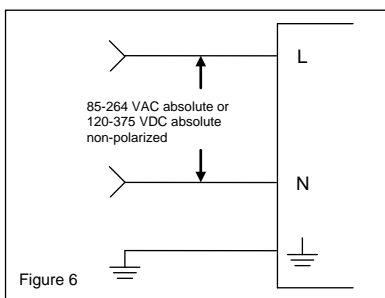 L
85-264 VAC absolute or
120-375 VDC absolute
non-polarized
N
Figure 6